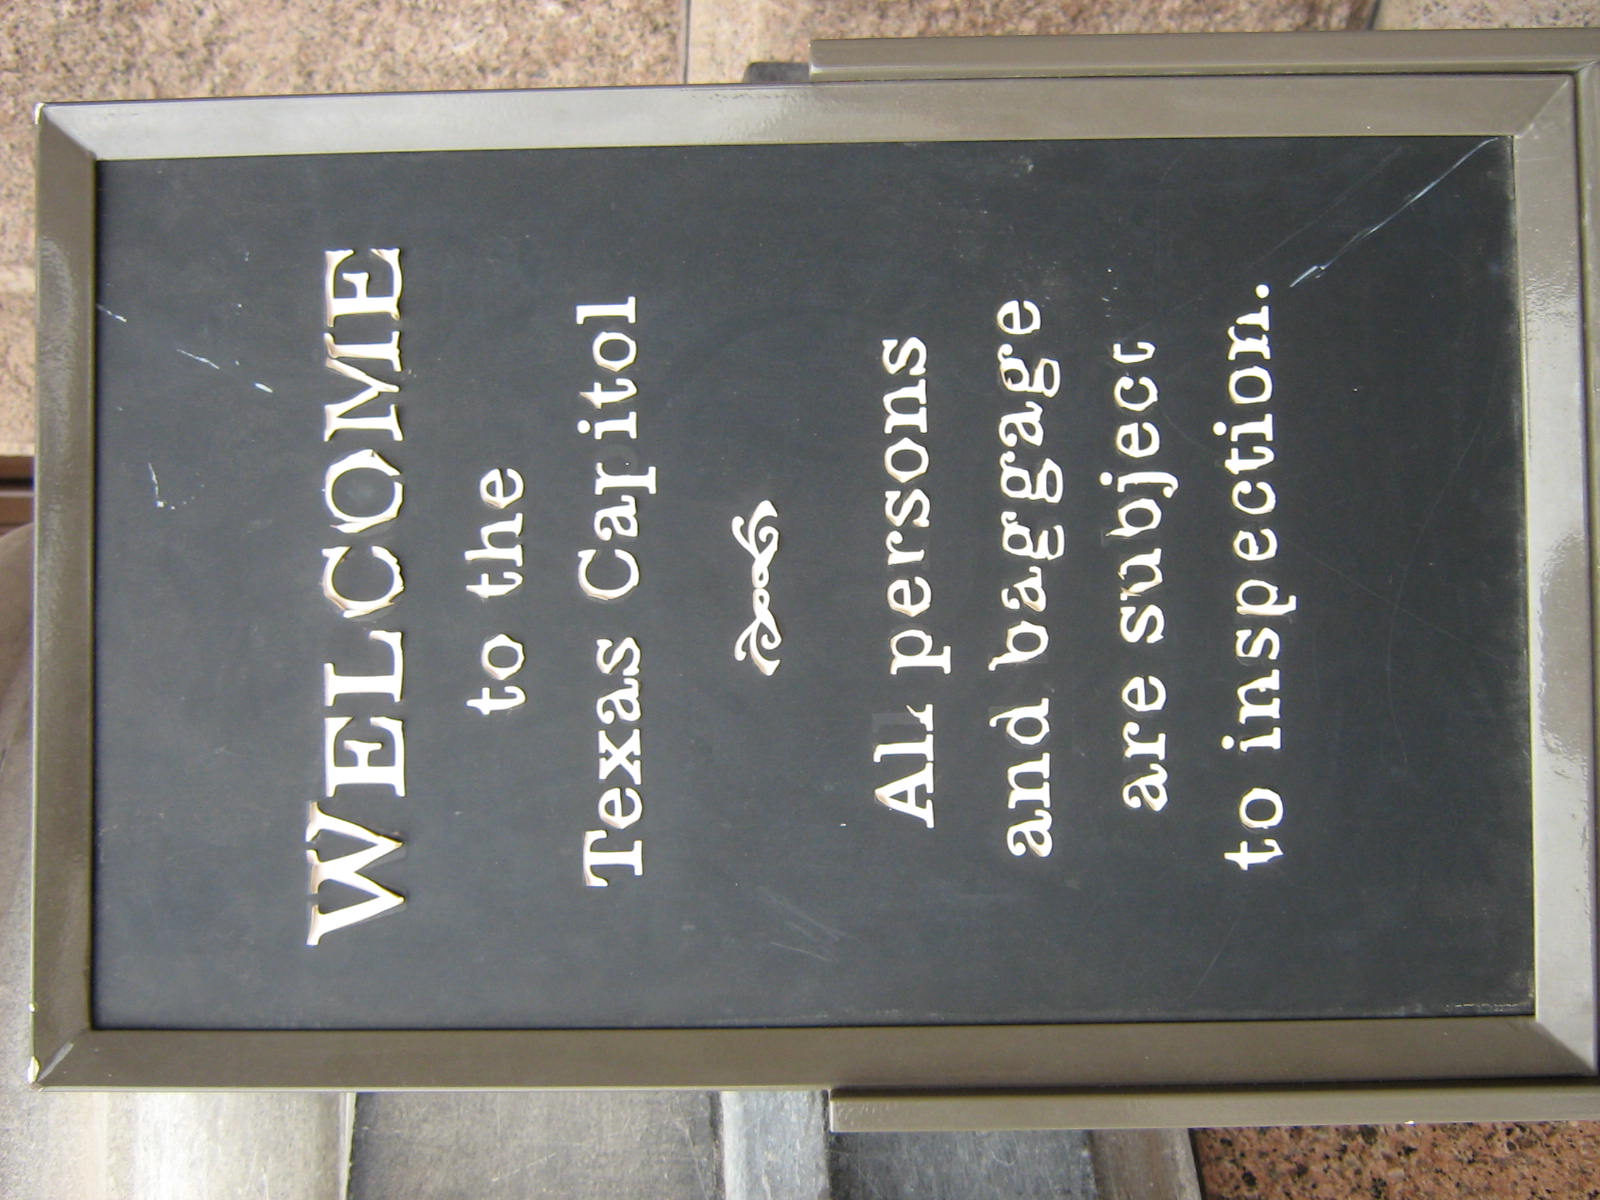 WELCOME
to the
Texas Capitol
All persons
and baggage
are subject
to inspection.